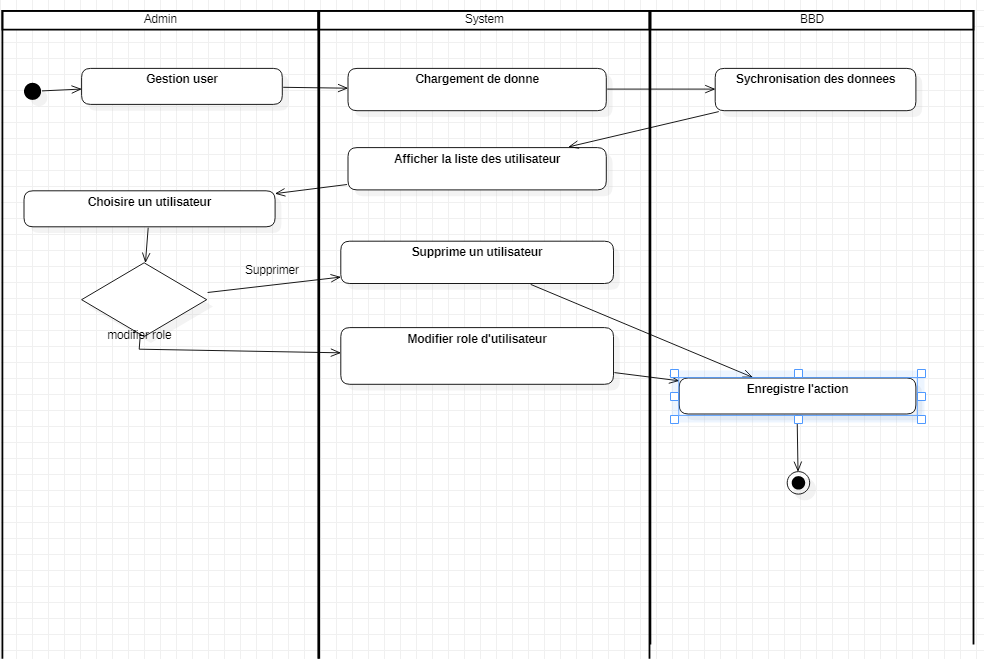 Admin
System
BBD
Gestion user
Chargement de donne
Sychronisation des donnees
Afficher la liste des utilisateur
Choisire un utilisateur
Supprime un utilisateur
Supprimer
modifier role
Modifier role d'utilisateur
Enregistre l'action